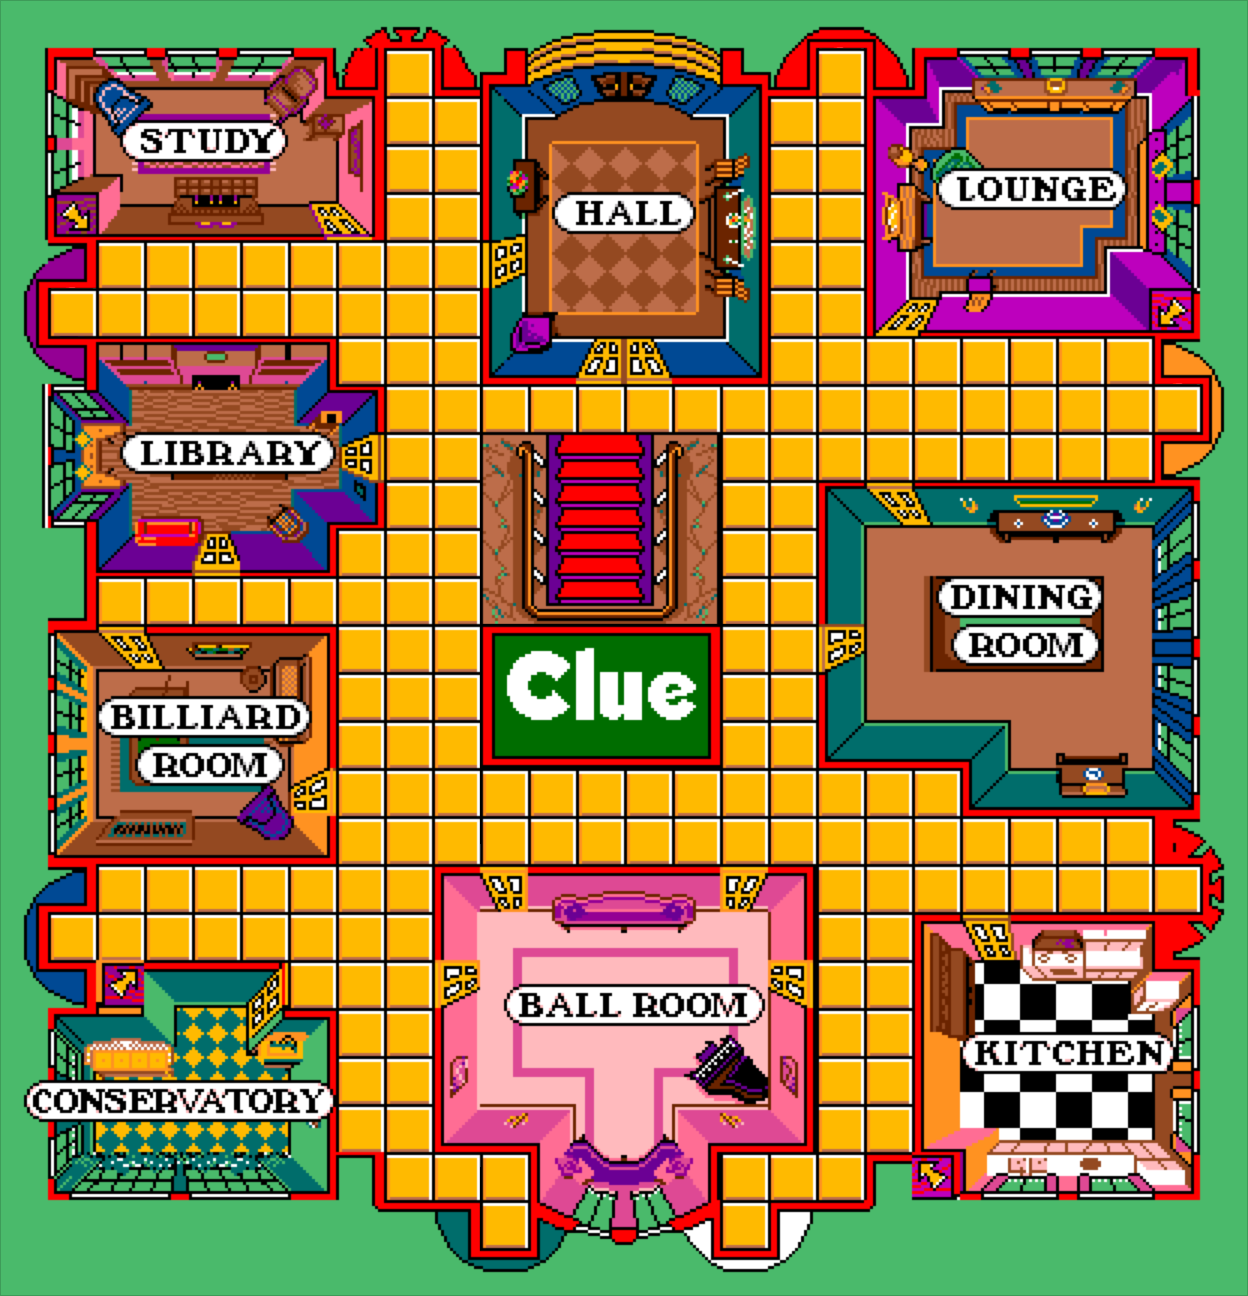 STUDY
HALL
LOUNGE
LIBRARY
DINING
ROOM
Clue
BILLIARD
ROOM
BALL ROOM
KITCHEN
CONSERVATORY